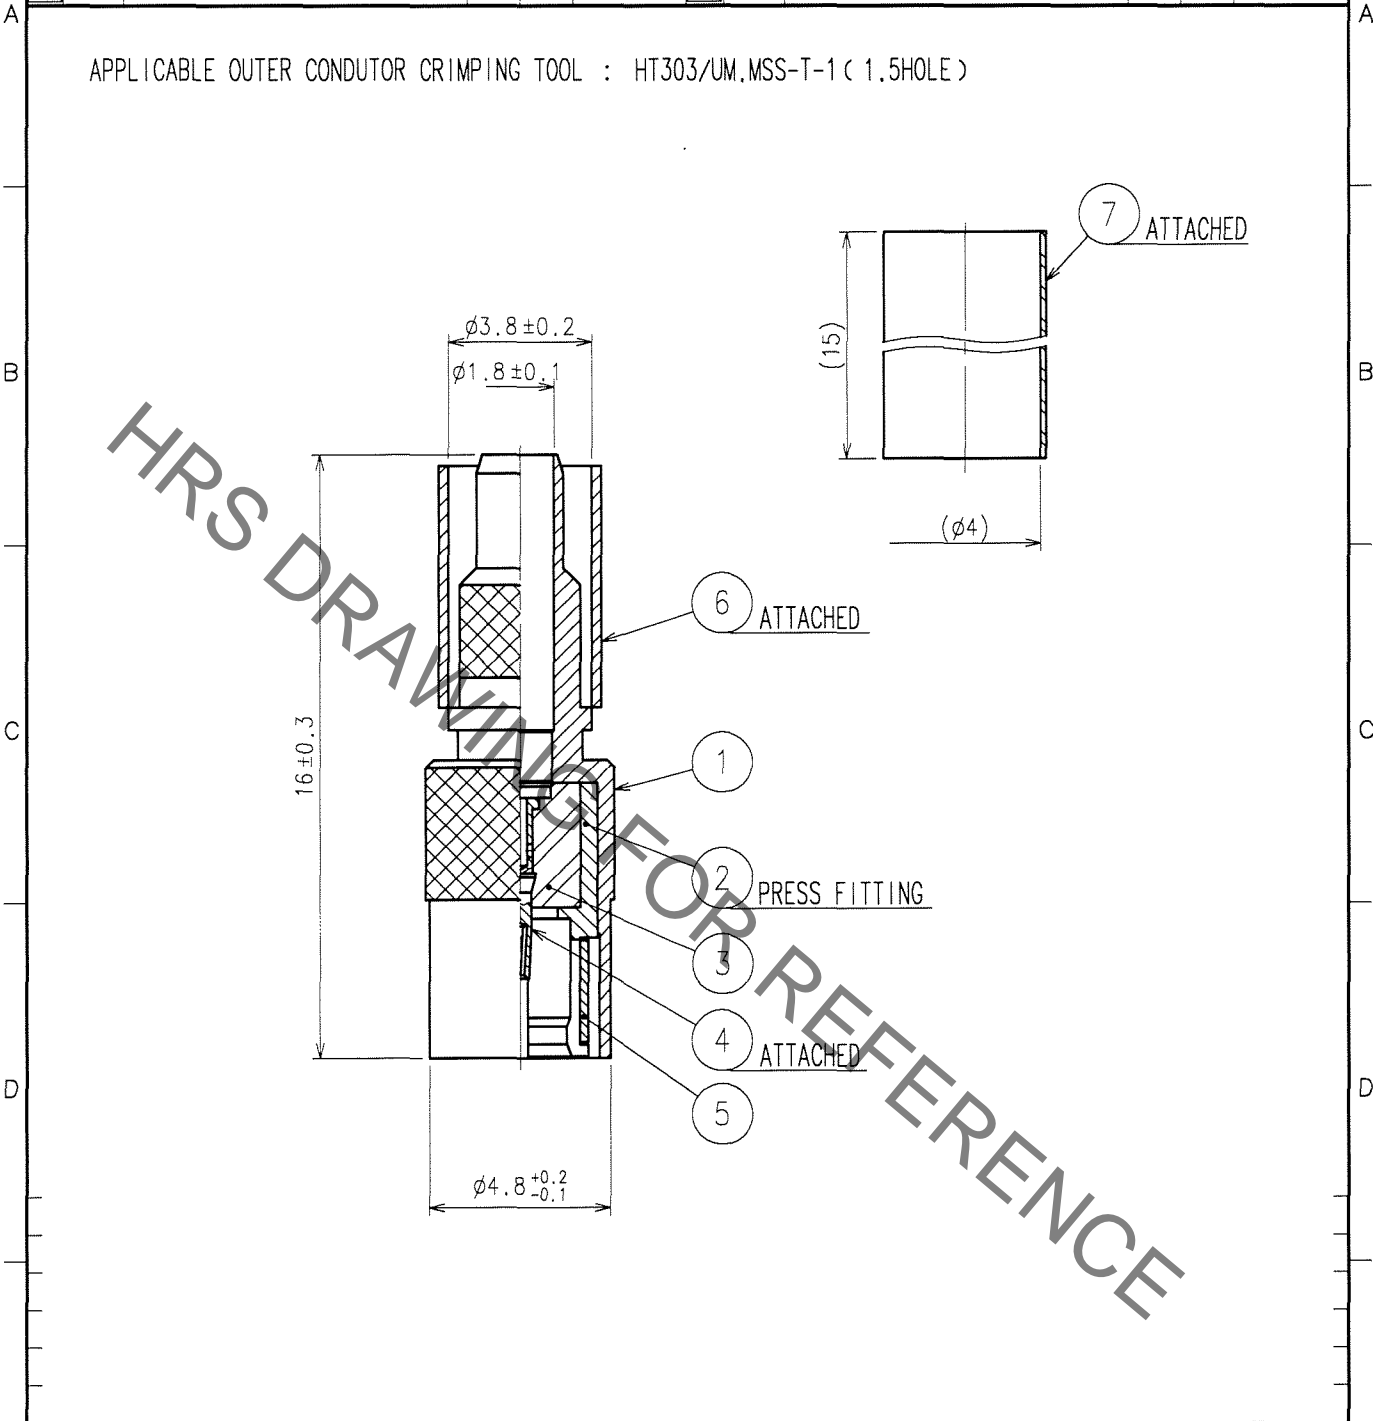 A A
APPLICABLE OUTER CONDUTOR CRIMPING TOOL : HT303/UM,MSS-T-1(1.5HOLE)
7 ATTACHED
ø3.8±0.2
(15)
B B
ø1.8±0.1
(ø4)
6 ATTACHED
16±0.3
C C
1
2 PRESS FITTING
3
4 ATTACHED
D D
5
ø4.8 +0.2 -0.1
HRS DRAWING FOR REFERENCE